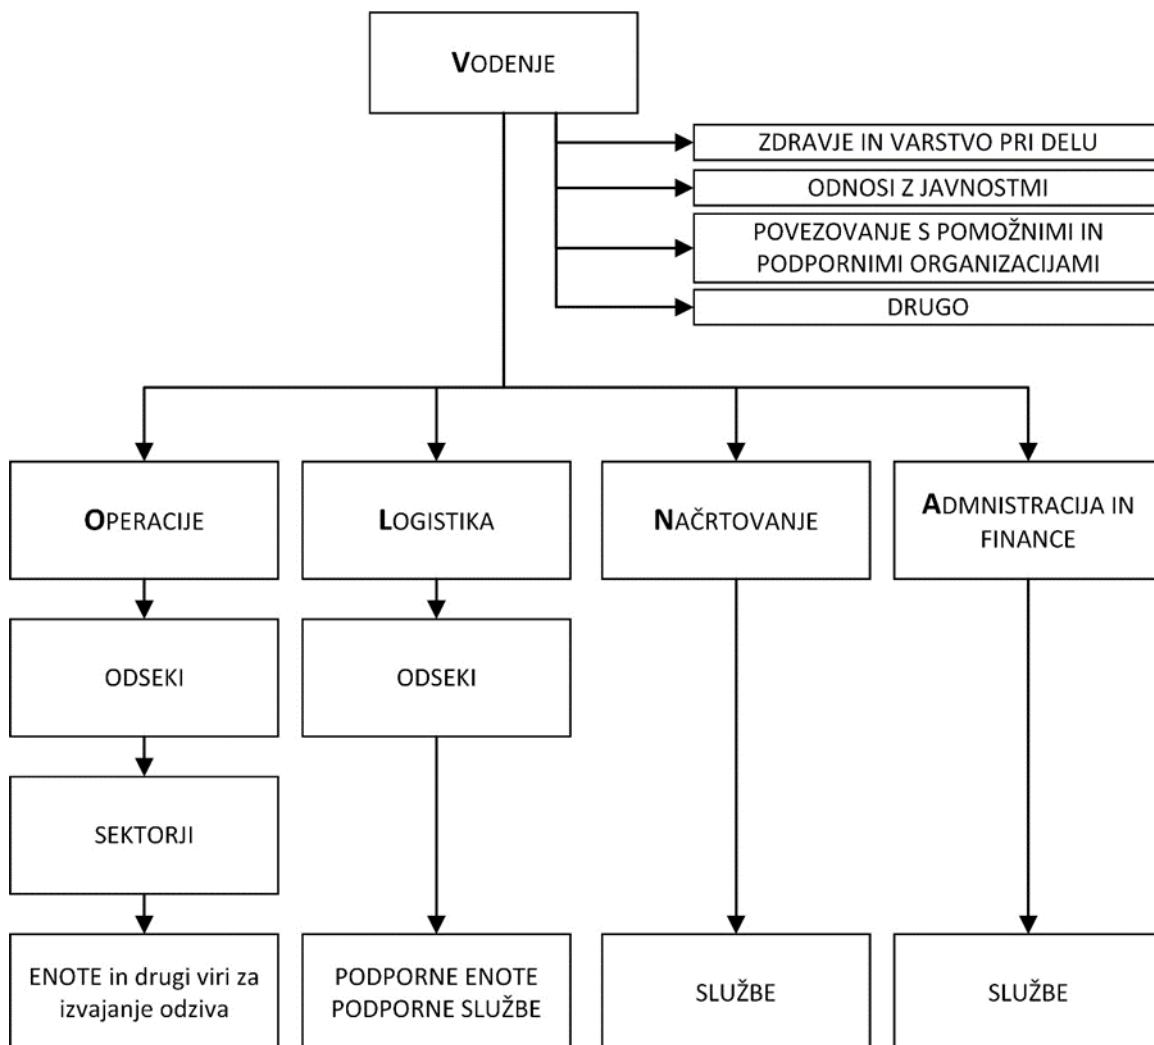 VODENJE
ZDRAVJE IN VARSTVO PRI DELU
ODNOSI Z JAVNOSTMI
POVEZOVANJE S POMOŽNIMI IN
PODPORNIMI ORGANIZACIJAMI
DRUGO
OPERACIJE
LOGISTIKA
NAČRTOVANJE
ADMNISTRACIJA IN
FINANCE
ODSEKI
ODSEKI
SEKTORJI
ENOTE in drugi viri za
izvajanje odziva
PODPORNE ENOTE
PODPORNE SLUŽBE
SLUŽBE
SLUŽBE